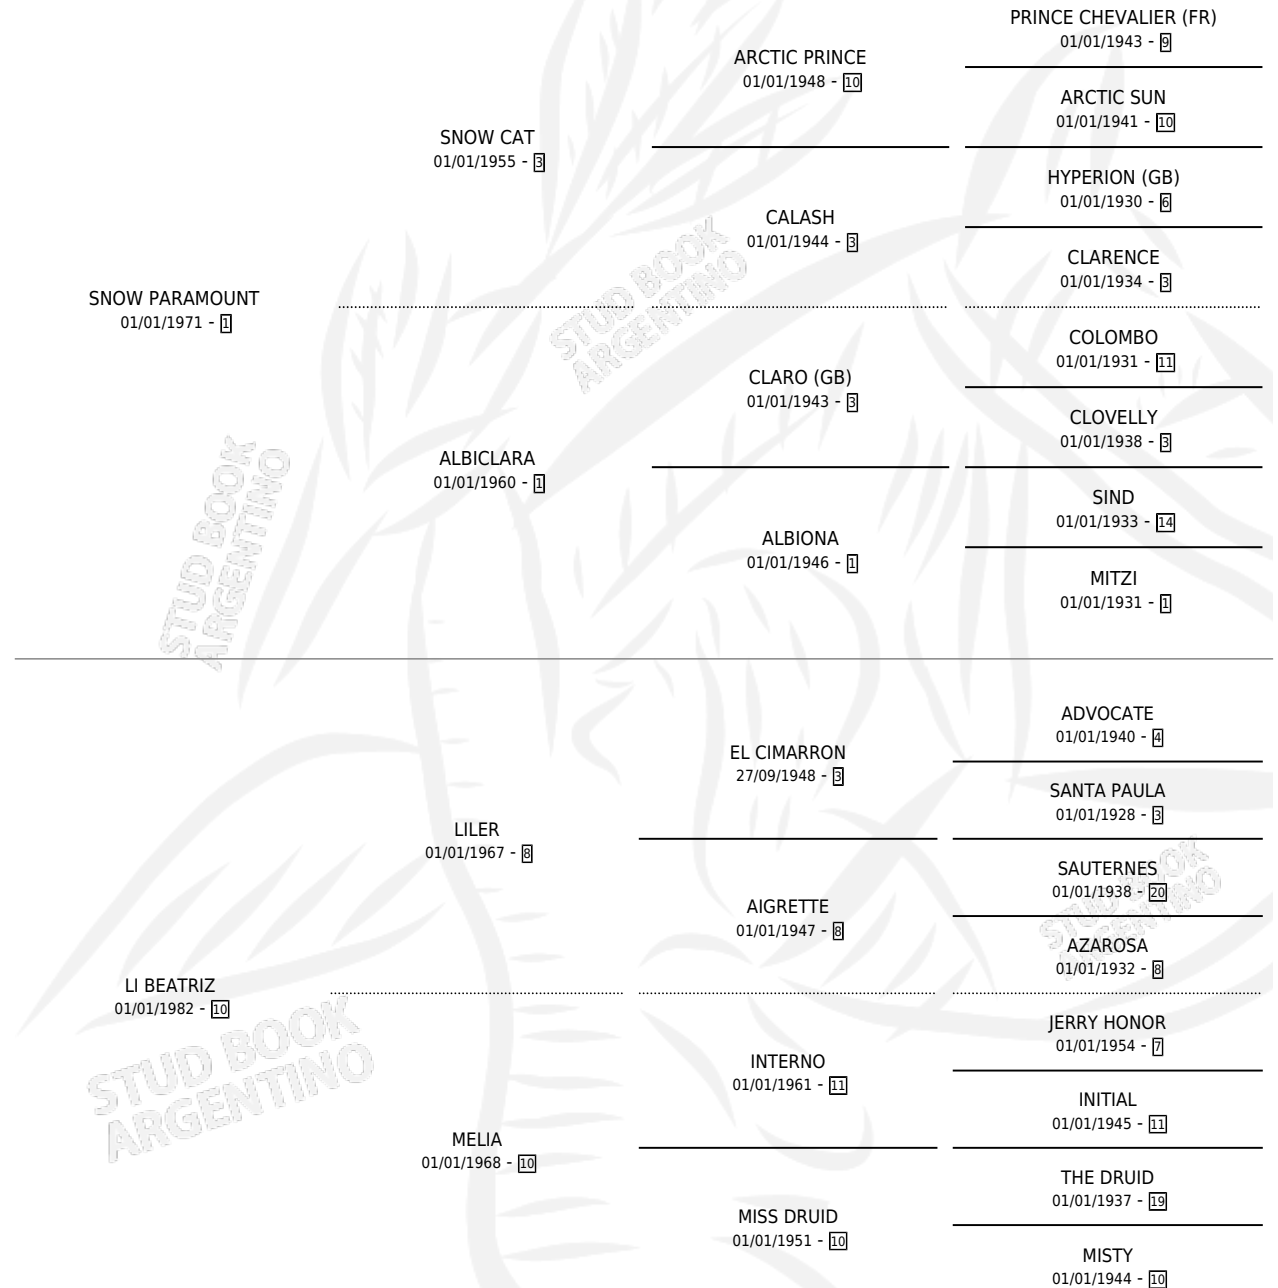 PRINCE CHEVALIER (FR)
01/01/1943 - 9
ARCTIC PRINCE
01/01/1948 - 10
ARCTIC SUN
01/01/1941 - 10
SNOW CAT
01/01/1955 - 3
HYPERION (GB)
01/01/1930 - 6
CALASH
01/01/1944 - 3
CLARENCE
01/01/1934 - 3
SNOW PARAMOUNT
01/01/1971 - 1
COLOMBO
01/01/1931 - 11
CLARO (GB)
01/01/1943 - 3
CLOVELLY
01/01/1938 - 3
ALBICLARA
01/01/1960 - 1
SIND
01/01/1933 - 14
ALBIONA
01/01/1946 - 1
MITZI
01/01/1931 - 1
ADVOCATE
01/01/1940 - 4
EL CIMARRON
27/09/1948 - 3
SANTA PAULA
01/01/1928 - 3
LILER
01/01/1967 - 8
SAUTERNES
01/01/1938 - 20
AIGRETTE
01/01/1947 - 8
AZAROSA
01/01/1932 - 8
LI BEATRIZ
01/01/1982 - 10
JERRY HONOR
01/01/1954 - 7
INTERNO
01/01/1961 - 11
INITIAL
01/01/1945 - 11
MELIA
01/01/1968 - 10
THE DRUID
01/01/1937 - 19
MISS DRUID
01/01/1951 - 10
MISTY
01/01/1944 - 10
STUD BOOK
ARGENTINO
STUD BOOK
ARGENTINO
STUD BOOK
ARGENTINO
STUD BOOK
ARGENTINO